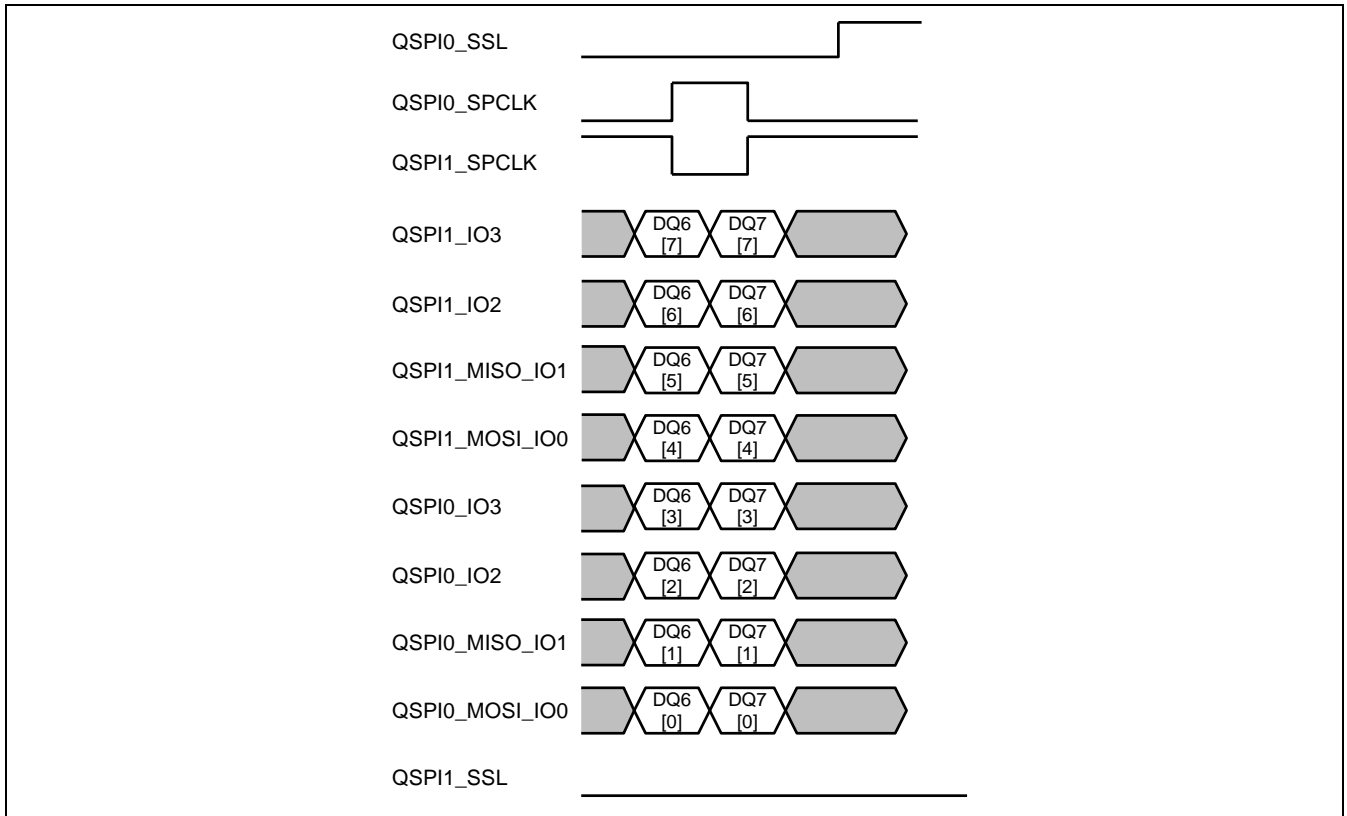 QSPI0_SSL
QSPI0_SPCLK
QSPI1_SPCLK
QSPI1_IO3 DQ6 [7] DQ7 [7]
QSPI1_IO2 DQ6 [6] DQ7 [6]
QSPI1_MISO_IO1 DQ6 [5] DQ7 [5]
QSPI1_MOSI_IO0 DQ6 [4] DQ7 [4]
QSPI0_IO3 DQ6 [3] DQ7 [3]
QSPI0_IO2 DQ6 [2] DQ7 [2]
QSPI0_MISO_IO1 DQ6 [1] DQ7 [1]
QSPI0_MOSI_IO0 DQ6 [0] DQ7 [0]
QSPI1_SSL